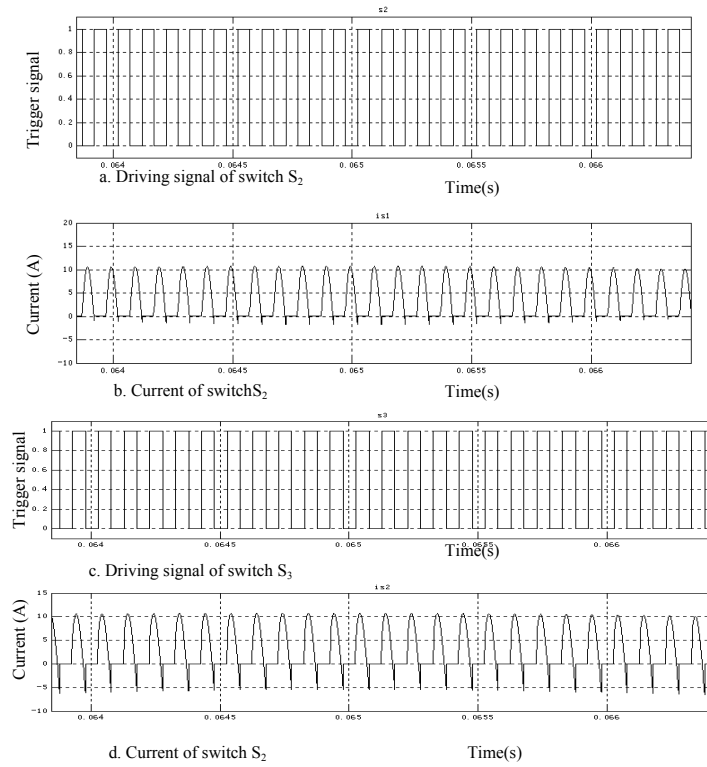 s2
1
0.8
0.6
0.4
0.2
0
Trigger signal
0.064 0.0645 0.065 0.0655 0.066
a. Driving signal of switch S2
Time(s)
is1
20
15
10
5
0
-5
-10
Current (A)
0.064 0.0645 0.065 0.0655 0.066
b. Current of switchS2
Time(s)
s3
1
0.8
0.6
0.4
0.2
0
Trigger signal
0.064 0.0645 0.065 0.0655 0.066
Time(s)
c. Driving signal of switch S3
is2
15
10
5
0
-5
-10
Current (A)
0.064 0.0645 0.065 0.0655 0.066
d. Current of switch S2
Time(s)